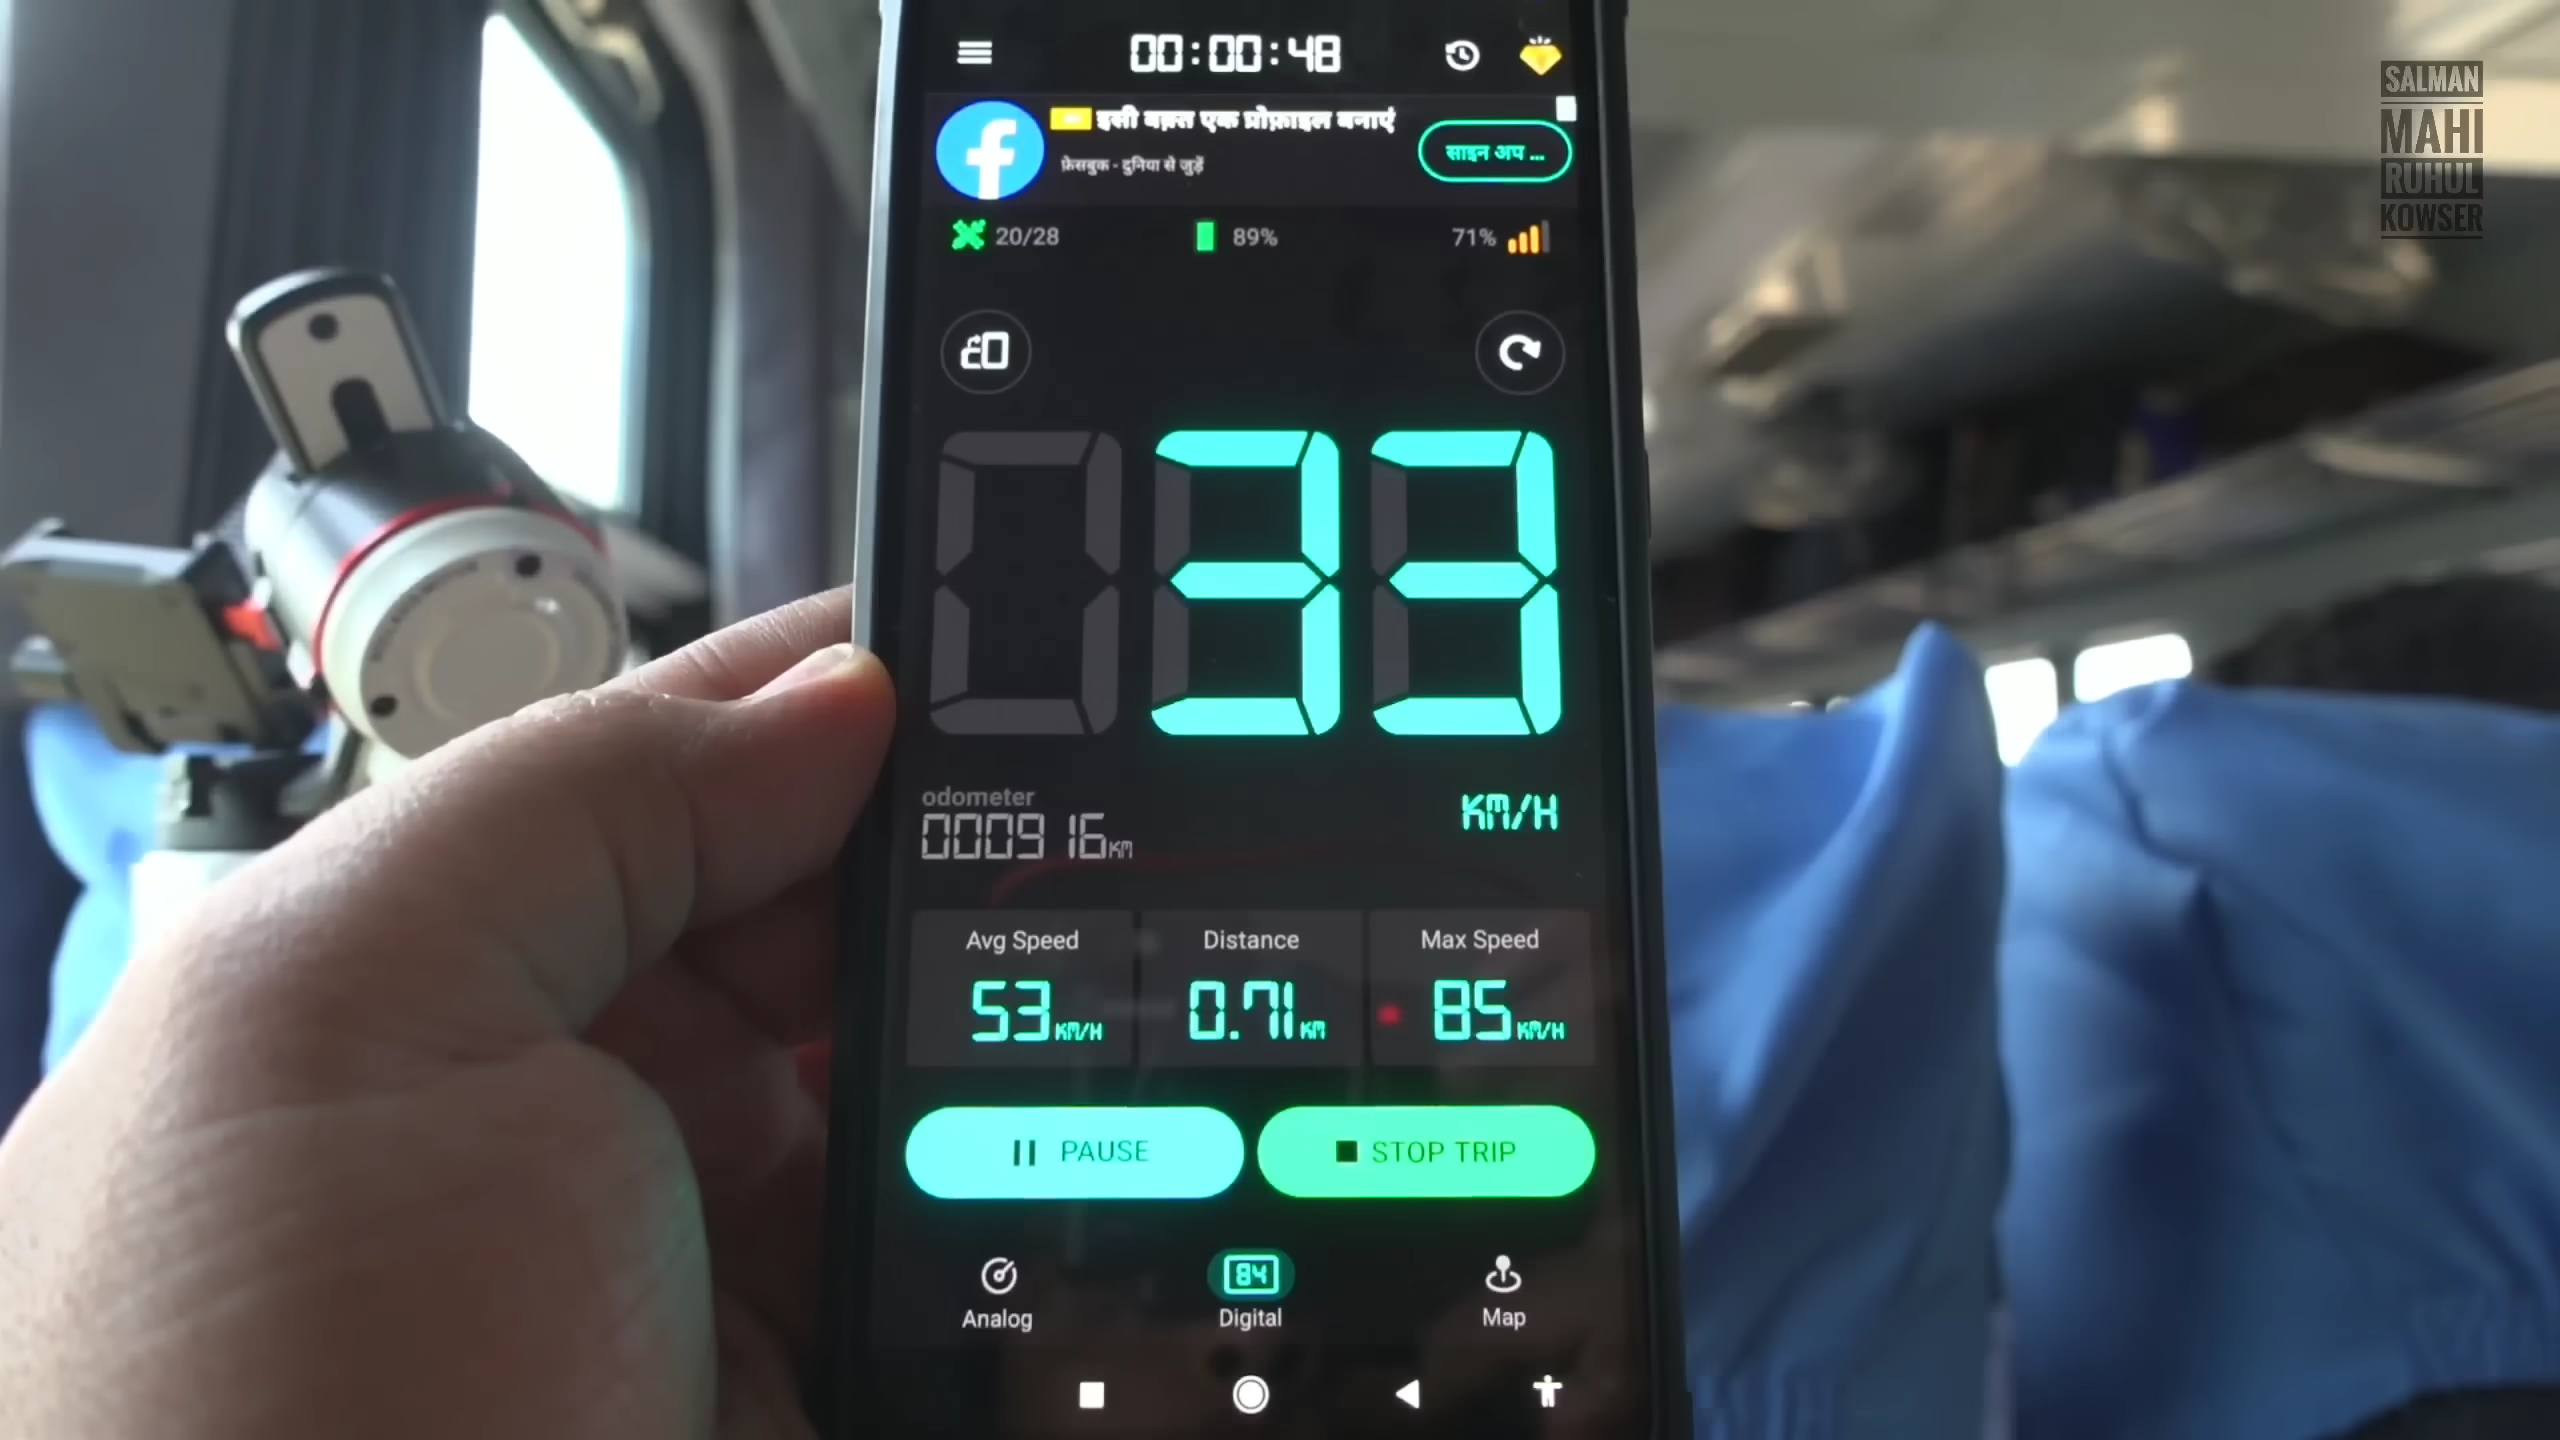 00:00:48
इसी वक़्त एक प्रोफ़ाइल बनाएं
फ़ेसबुक - दुनिया से जुड़ें
साइन अप ...
20/28
89%
71%
33
KM/H
odometer
000916KM
Avg Speed
53KM/H
Distance
0.71KM
Max Speed
85KM/H
PAUSE
STOP TRIP
84
Analog
Digital
Map
SALMAN
MAHI
RUHUL
KOWSER